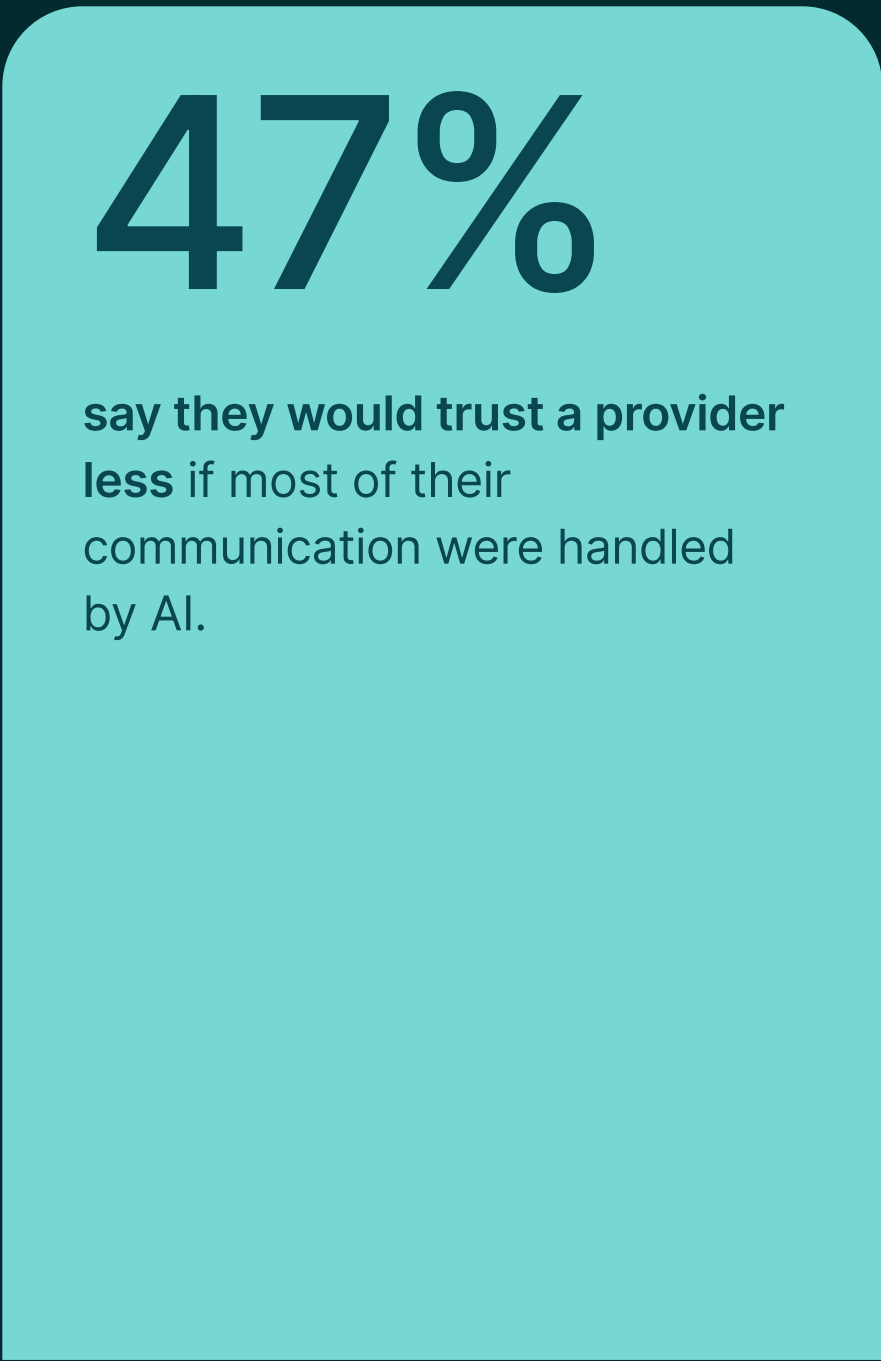 47%
say they would trust a provider
less if most of their
communication were handled
by AI.